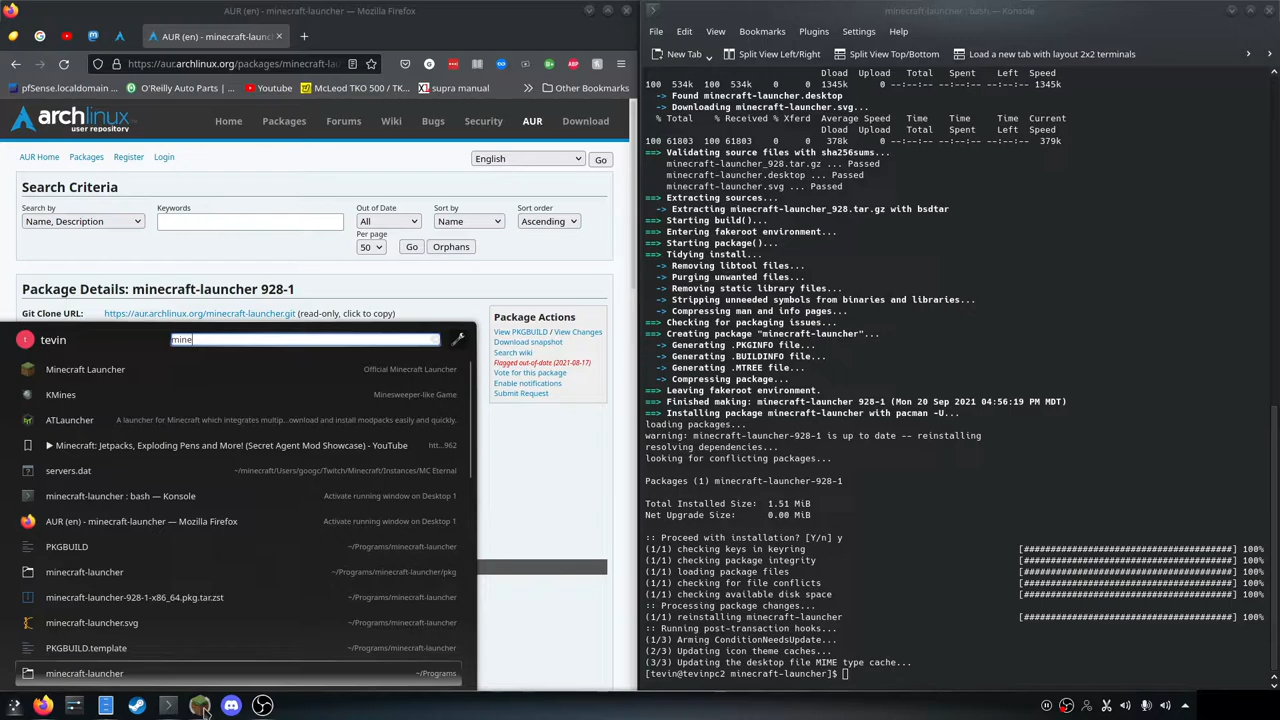 AUR (en) - minecraft-launcher — Mozilla Firefox
AUR (en) - minecraft-launc
https://aur.archlinux.org/packages/minecraft-lau
pfSense.localdomain
O'Reilly Auto Parts |...
Youtube
McLeod TKO 500 / TK...
supra manual
Other Bookmarks
archlinux
user repository
Home
Packages
Forums
Wiki
Bugs
Security
AUR
Download
AUR Home
Packages
Register
Login
English
Go
Search Criteria
Search by
Keywords
Out of Date
Sort by
Sort order
Name, Description
All
Name
Ascending
Per page
50
Go
Orphans
Package Details: minecraft-launcher 928-1
Git Clone URL:
https://aur.archlinux.org/minecraft-launcher.git (read-only, click to copy)
Package Actions
View PKGBUILD / View Changes
Download snapshot
Search wiki
Flagged out-of-date (2021-08-17)
Vote for this package
Enable notifications
Submit Request
t
tevin
mine
Minecraft Launcher
Official Minecraft Launcher
KMines
Minesweeper-like Game
ATLauncher
A launcher for Minecraft which integrates multip...ownload and install modpacks easily and quickly.
▶ Minecraft: Jetpacks, Exploding Pens and More! (Secret Agent Mod Showcase) - YouTube
htt...962
servers.dat
~/minecraft/Users/googc/Twitch/Minecraft/Instances/MC Eternal
minecraft-launcher : bash — Konsole
Activate running window on Desktop 1
AUR (en) - minecraft-launcher — Mozilla Firefox
Activate running window on Desktop 1
PKGBUILD
~/Programs/minecraft-launcher
minecraft-launcher
~/Programs/minecraft-launcher/pkg
minecraft-launcher-928-1-x86_64.pkg.tar.zst
~/Programs/minecraft-launcher
minecraft-launcher.svg
~/Programs/minecraft-launcher
PKGBUILD.template
~/Programs/minecraft-launcher
minecraft-launcher
~/Programs
minecraft-launcher : bash — Konsole
File
Edit
View
Bookmarks
Plugins
Settings
Help
New Tab
Split View Left/Right
Split View Top/Bottom
Load a new tab with layout 2x2 terminals
Dload Upload Total Spent Left Speed
100 534k 100 534k 0 0 1345k 0 --:--:-- --:--:-- --:--:-- 1345k
-> Found minecraft-launcher.desktop
-> Downloading minecraft-launcher.svg...
% Total % Received % Xferd Average Speed Time Time Time Current
Dload Upload Total Spent Left Speed
100 61803 100 61803 0 0 378k 0 --:--:-- --:--:-- --:--:-- 379k
==> Validating source files with sha256sums...
minecraft-launcher_928.tar.gz ... Passed
minecraft-launcher.desktop ... Passed
minecraft-launcher.svg ... Passed
==> Extracting sources...
-> Extracting minecraft-launcher_928.tar.gz with bsdtar
==> Starting build()...
==> Entering fakeroot environment...
==> Starting package()...
==> Tidying install...
-> Removing libtool files...
-> Purging unwanted files...
-> Removing static library files...
-> Stripping unneeded symbols from binaries and libraries...
-> Compressing man and info pages...
==> Checking for packaging issues...
==> Creating package "minecraft-launcher"...
-> Generating .PKGINFO file...
-> Generating .BUILDINFO file...
-> Generating .MTREE file...
-> Compressing package...
==> Leaving fakeroot environment.
==> Finished making: minecraft-launcher 928-1 (Mon 20 Sep 2021 04:56:19 PM MDT)
==> Installing package minecraft-launcher with pacman -U...
loading packages...
warning: minecraft-launcher-928-1 is up to date -- reinstalling
resolving dependencies...
looking for conflicting packages...
Packages (1) minecraft-launcher-928-1
Total Installed Size: 1.51 MiB
Net Upgrade Size: 0.00 MiB
:: Proceed with installation? [Y/n] y
(1/1) checking keys in keyring [######################################] 100%
(1/1) checking package integrity [######################################] 100%
(1/1) loading package files [######################################] 100%
(1/1) checking for file conflicts [######################################] 100%
(1/1) checking available disk space [######################################] 100%
:: Processing package changes...
(1/1) reinstalling minecraft-launcher [######################################] 100%
:: Running post-transaction hooks...
(1/3) Arming ConditionNeedsUpdate...
(2/3) Updating icon theme caches...
(3/3) Updating the desktop file MIME type cache...
[tevin@tevinpc2 minecraft-launcher]$